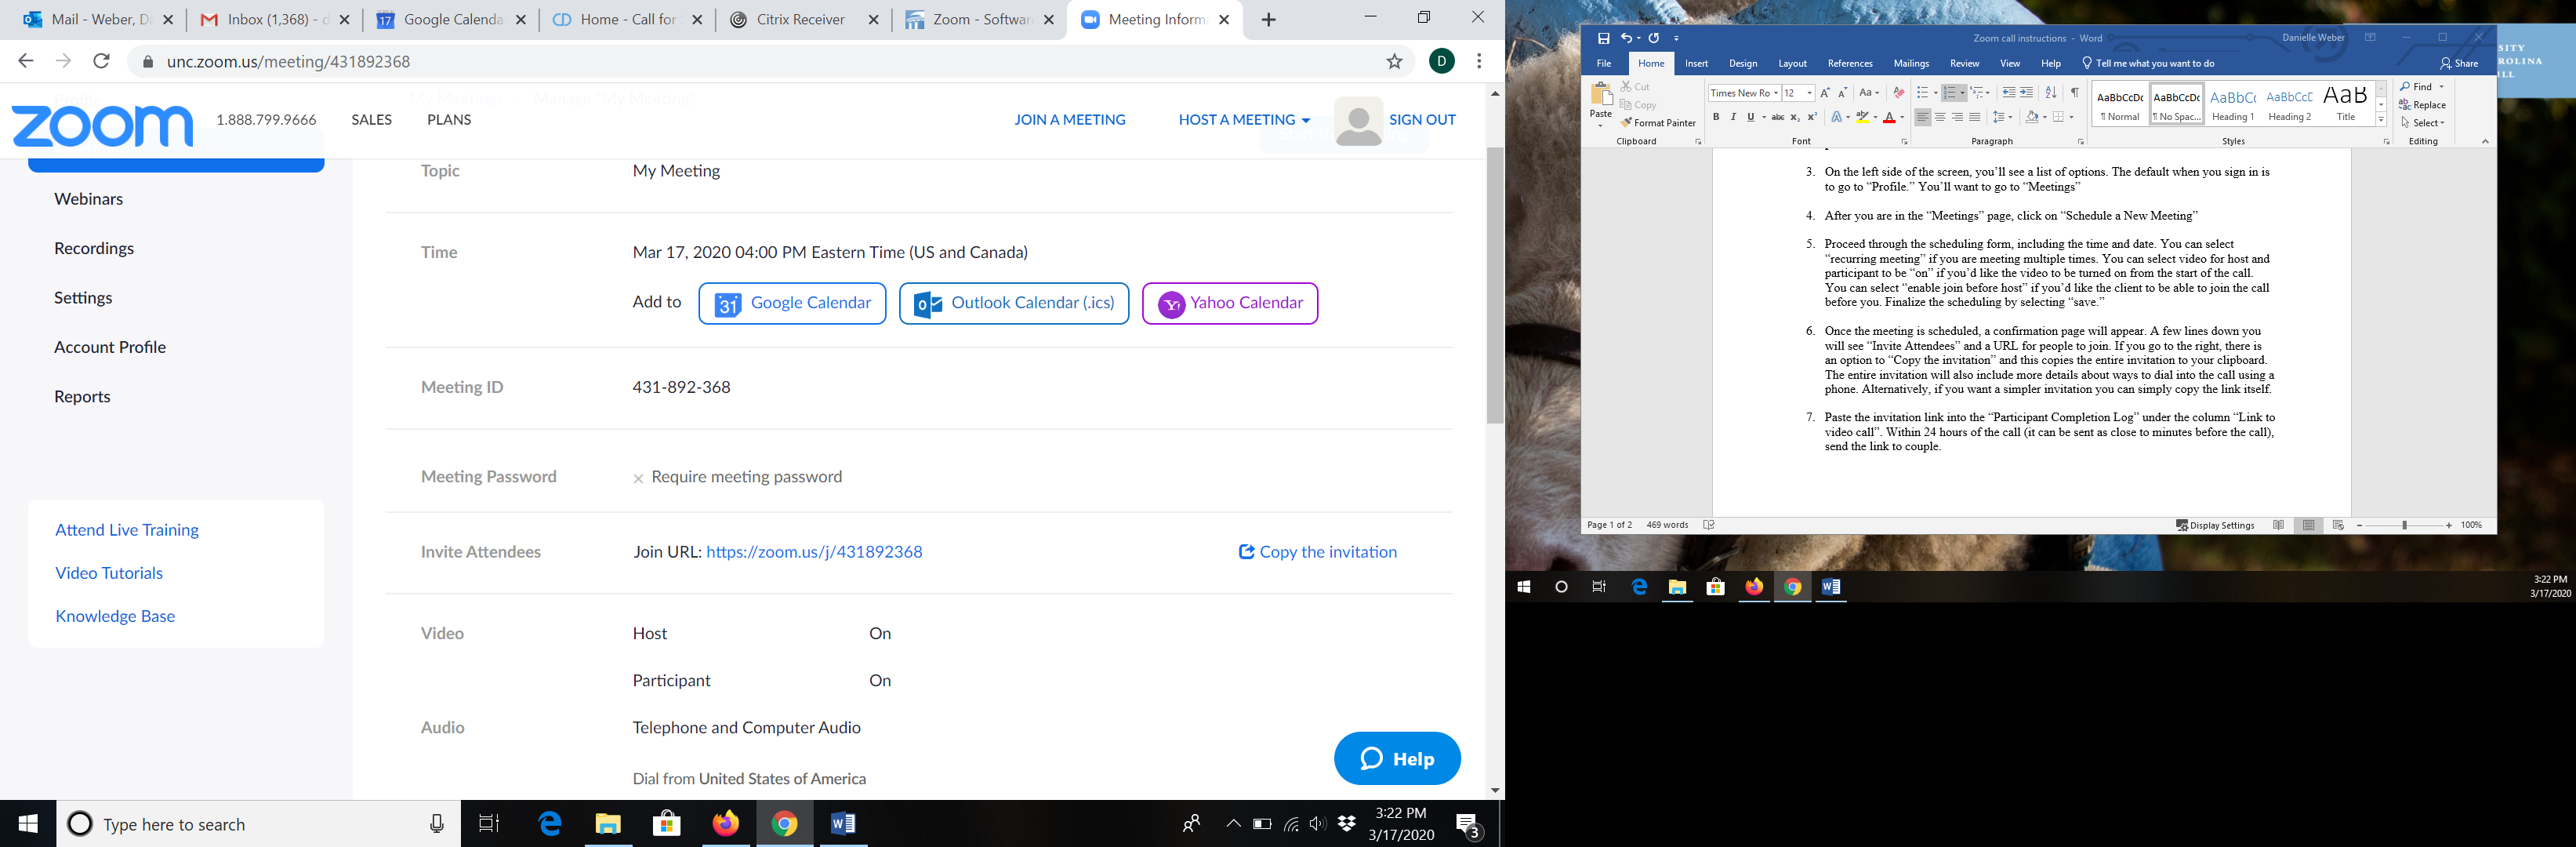 Mail - Weber, D
Inbox (1,368) - d
Google Calenda
Home - Call for
Citrix Receiver
Zoom - Softwar
Meeting Inform
unc.zoom.us/meeting/431892368
D
zoom
1.888.799.9666
SALES
PLANS
JOIN A MEETING
HOST A MEETING
SIGN OUT
Webinars
Recordings
Settings
Account Profile
Reports
Attend Live Training
Video Tutorials
Knowledge Base
Topic
My Meeting
Time
Mar 17, 2020 04:00 PM Eastern Time (US and Canada)
Add to
31 Google Calendar
Outlook Calendar (.ics)
Yahoo Calendar
Meeting ID
431-892-368
Meeting Password
× Require meeting password
Invite Attendees
Join URL: https://zoom.us/j/431892368
Copy the invitation
Video
Host On
Participant On
Audio
Telephone and Computer Audio
Dial from United States of America
Help
Type here to search
3:22 PM
3/17/2020
3
Zoom call instructions - Word
Danielle Weber
File Home Insert Design Layout References Mailings Review View Help Tell me what you want to do Share
Paste
Cut
Copy
Format Painter
Clipboard
Times New Ro 12
Font
Paragraph
AaBbCcDc AaBbCcDc AaBbCc AaBbCcD AaB
¶ Normal ¶ No Spac... Heading 1 Heading 2 Title
Styles
Find
Replace
Select
Editing
3. On the left side of the screen, you’ll see a list of options. The default when you sign in is
to go to “Profile.” You’ll want to go to “Meetings”
4. After you are in the “Meetings” page, click on “Schedule a New Meeting”
5. Proceed through the scheduling form, including the time and date. You can select
“recurring meeting” if you are meeting multiple times. You can select video for host and
participant to be “on” if you’d like the video to be turned on from the start of the call.
You can select “enable join before host” if you’d like the client to be able to join the call
before you. Finalize the scheduling by selecting “save.”
6. Once the meeting is scheduled, a confirmation page will appear. A few lines down you
will see “Invite Attendees” and a URL for people to join. If you go to the right, there is
an option to “Copy the invitation” and this copies the entire invitation to your clipboard.
The entire invitation will also include more details about ways to dial into the call using a
phone. Alternatively, if you want a simpler invitation you can simply copy the link itself.
7. Paste the invitation link into the “Participant Completion Log” under the column “Link to
video call”. Within 24 hours of the call (it can be sent as close to minutes before the call),
send the link to couple.
Page 1 of 2 469 words
Display Settings
100%
SITY
ROLINA
ILL
3:22 PM
3/17/2020